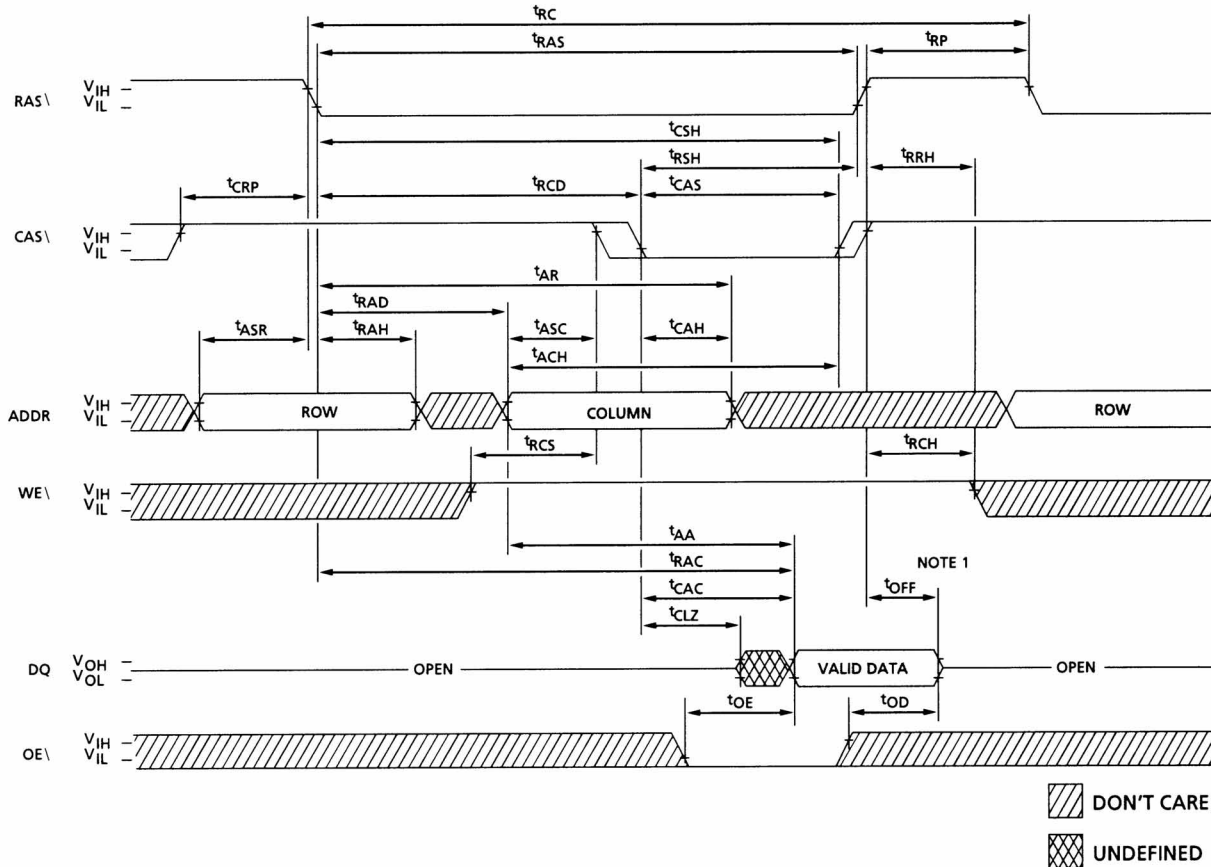 tRC
tRAS
tRP
RAS\
VIH
VIL
tCSH
tRSH
tRRH
tCRP
tRCD
tCAS
CAS\
VIH
VIL
tAR
tRAD
tASR
tRAH
tASC
tCAH
tACH
ADDR
VIH
VIL
ROW
COLUMN
ROW
tRCS
tRCH
WE\
VIH
VIL
tAA
tRAC
NOTE 1
tCAC
tOFF
tCLZ
DQ
VOH
VOL
OPEN
VALID DATA
OPEN
tOE
tOD
OE\
VIH
VIL
DON'T CARE
UNDEFINED